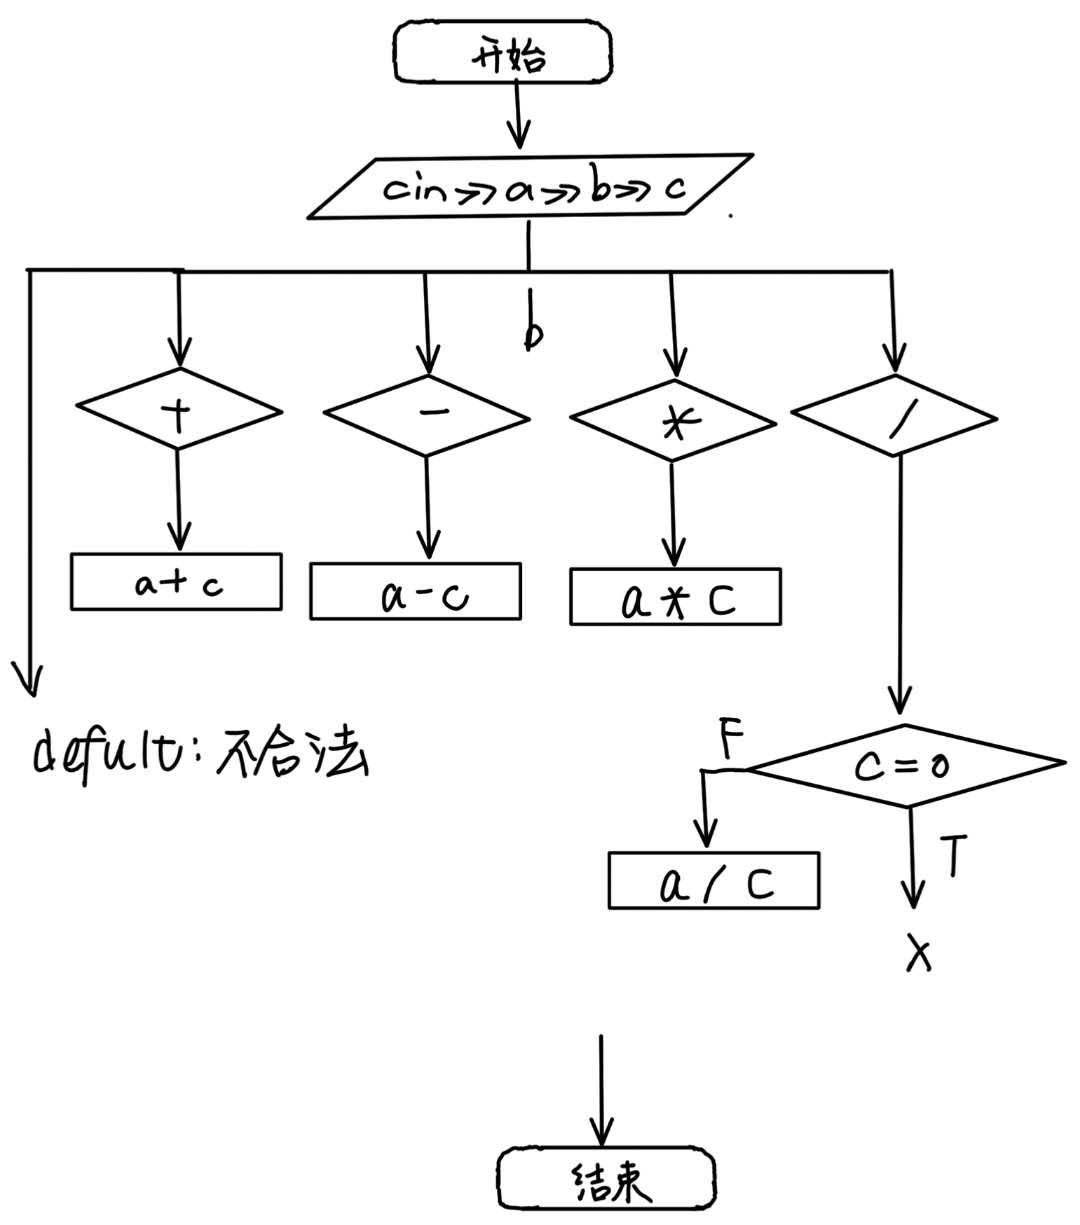 开始
cin>>a>>b>>c
b
+
-
*
/
a+c
a-c
a*c
defult:不合法
F
c=0
a/c
T
X
结束